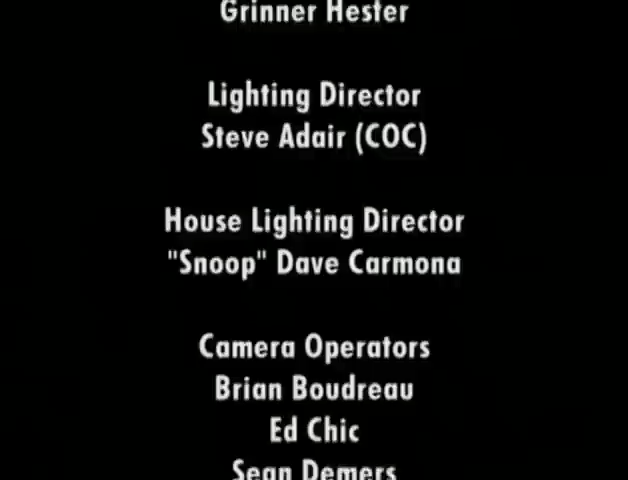 Grinner Hester
Lighting Director
Steve Adair (COC)
House Lighting Director
"Snoop" Dave Carmona
Camera Operators
Brian Boudreau
Ed Chic
Sean Demers